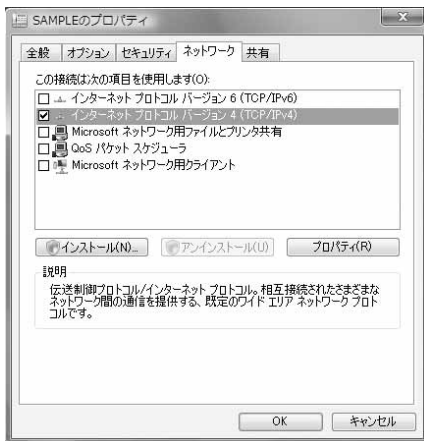 SAMPLEのプロパティ
全般 オプション セキュリティ ネットワーク 共有
この接続は次の項目を使用します(O):
インターネット プロトコル バージョン 6 (TCP/IPv6)
インターネット プロトコル バージョン 4 (TCP/IPv4)
Microsoft ネットワーク用ファイルとプリンタ共有
QoS パケット スケジューラ
Microsoft ネットワーク用クライアント
インストール(N)... アンインストール(U) プロパティ(R)
説明
伝送制御プロトコル/インターネット プロトコル。相互接続されたさまざまな
ネットワーク間の通信を提供する、既定のワイド エリア ネットワーク プロト
コルです。
OK キャンセル